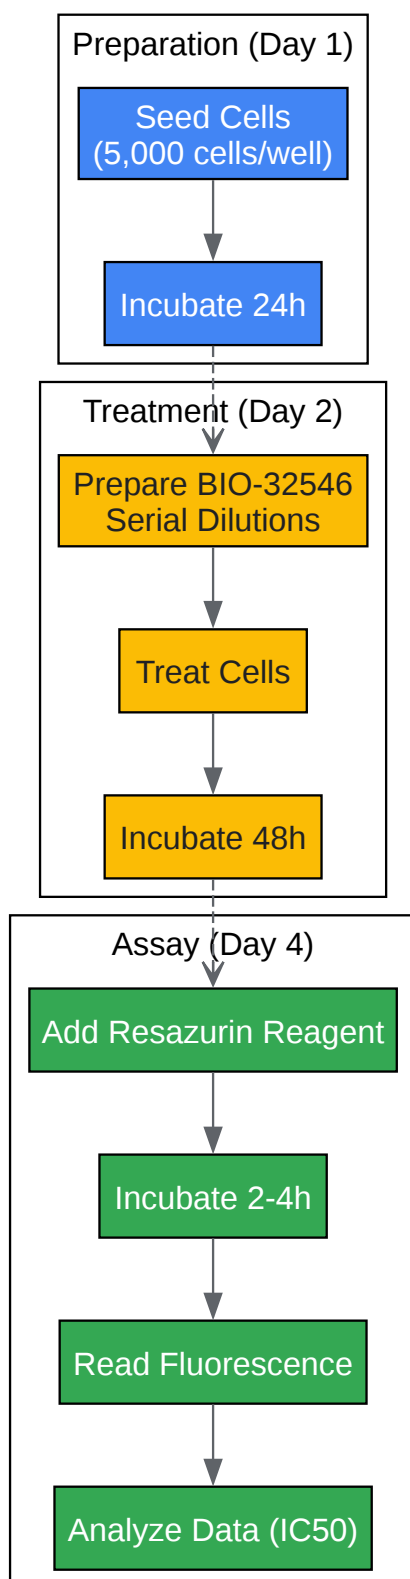 Preparation (Day 1)
Seed Cells
(5,000 cells/well)
Incubate 24h
Treatment (Day 2)
Prepare BIO-32546
Serial Dilutions
Treat Cells
Incubate 48h
Assay (Day 4)
Add Resazurin Reagent
Incubate 2-4h
Read Fluorescence
Analyze Data (IC50)